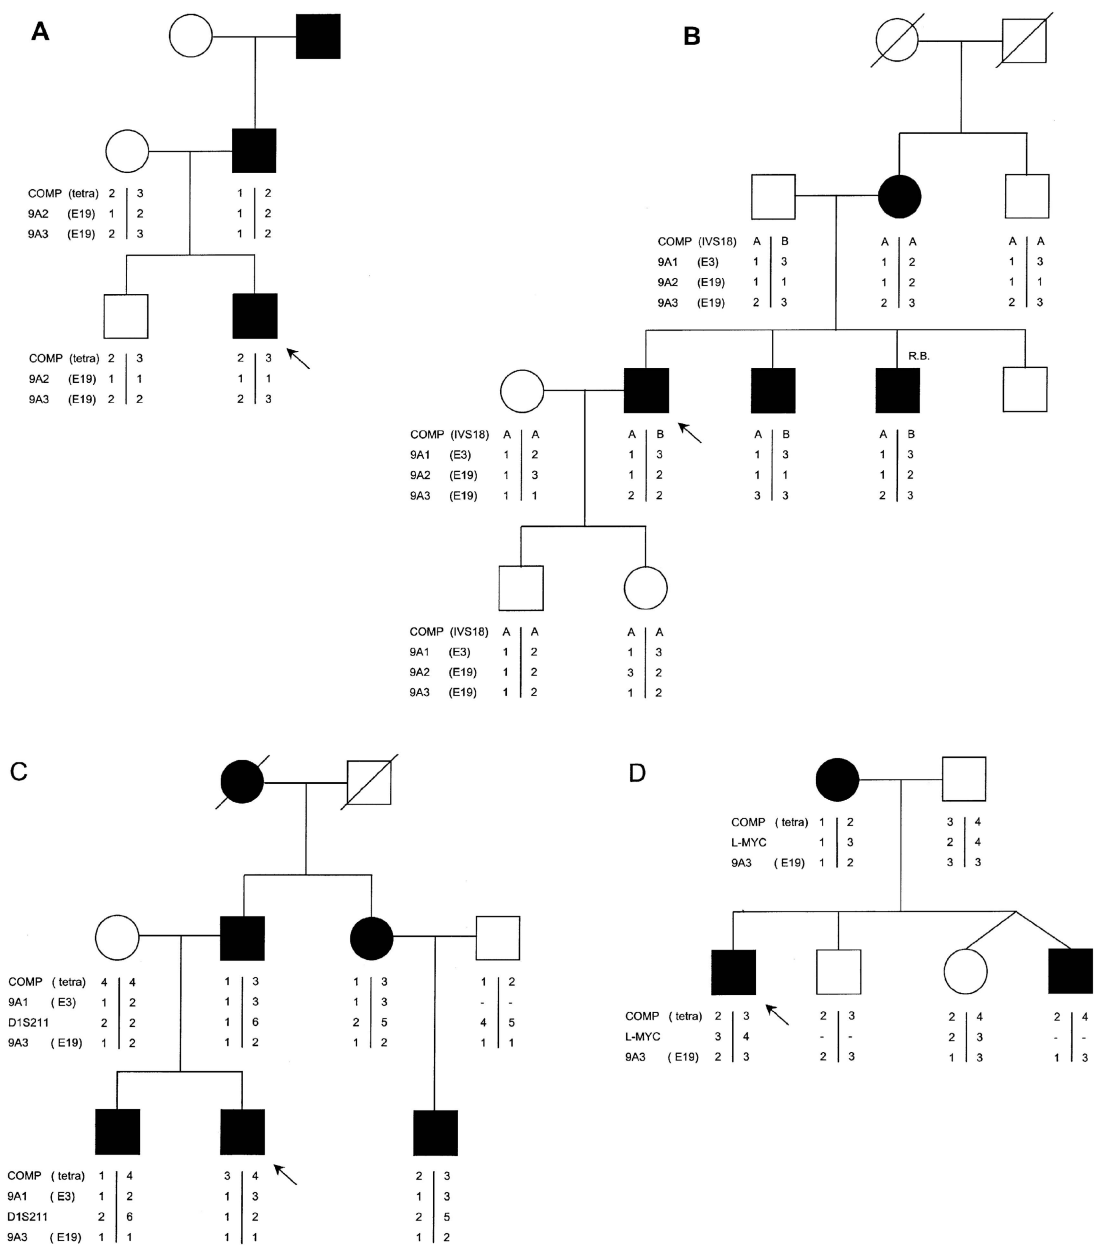 A
COMP (tetra) 2 3 1 2
9A2 (E19) 1 2 1 2
9A3 (E19) 2 3 1 2
COMP (tetra) 2 3 2 3
9A2 (E19) 1 1 1 1
9A3 (E19) 2 2 2 3
B
COMP (IVS18) A B A A A A
9A1 (E3) 1 3 1 2 1 3
9A2 (E19) 1 1 1 2 1 1
9A3 (E19) 2 3 2 3 2 3
R.B.
COMP (IVS18) A A A B A B A B
9A1 (E3) 1 2 1 3 1 3 1 3
9A2 (E19) 1 3 1 2 1 1 1 2
9A3 (E19) 1 1 2 2 3 3 2 3
COMP (IVS18) A A A A
9A1 (E3) 1 2 1 3
9A2 (E19) 1 2 3 2
9A3 (E19) 1 2 1 2
C
COMP ( tetra) 4 4 1 3 1 3 1 2
9A1 ( E3) 1 2 1 3 1 3 - -
D1S211 2 2 1 6 2 5 4 5
9A3 ( E19) 1 2 1 2 1 2 1 1
COMP ( tetra) 1 4 3 4 2 3
9A1 ( E3) 1 2 1 3 1 3
D1S211 2 6 1 2 2 5
9A3 ( E19) 1 1 1 1 1 2
D
COMP ( tetra) 1 2 3 4
L-MYC 1 3 2 4
9A3 ( E19) 1 2 3 3
COMP ( tetra) 2 3 2 3 2 4 2 4
L-MYC 3 4 - - 2 3 - -
9A3 ( E19) 2 3 2 3 1 3 1 3